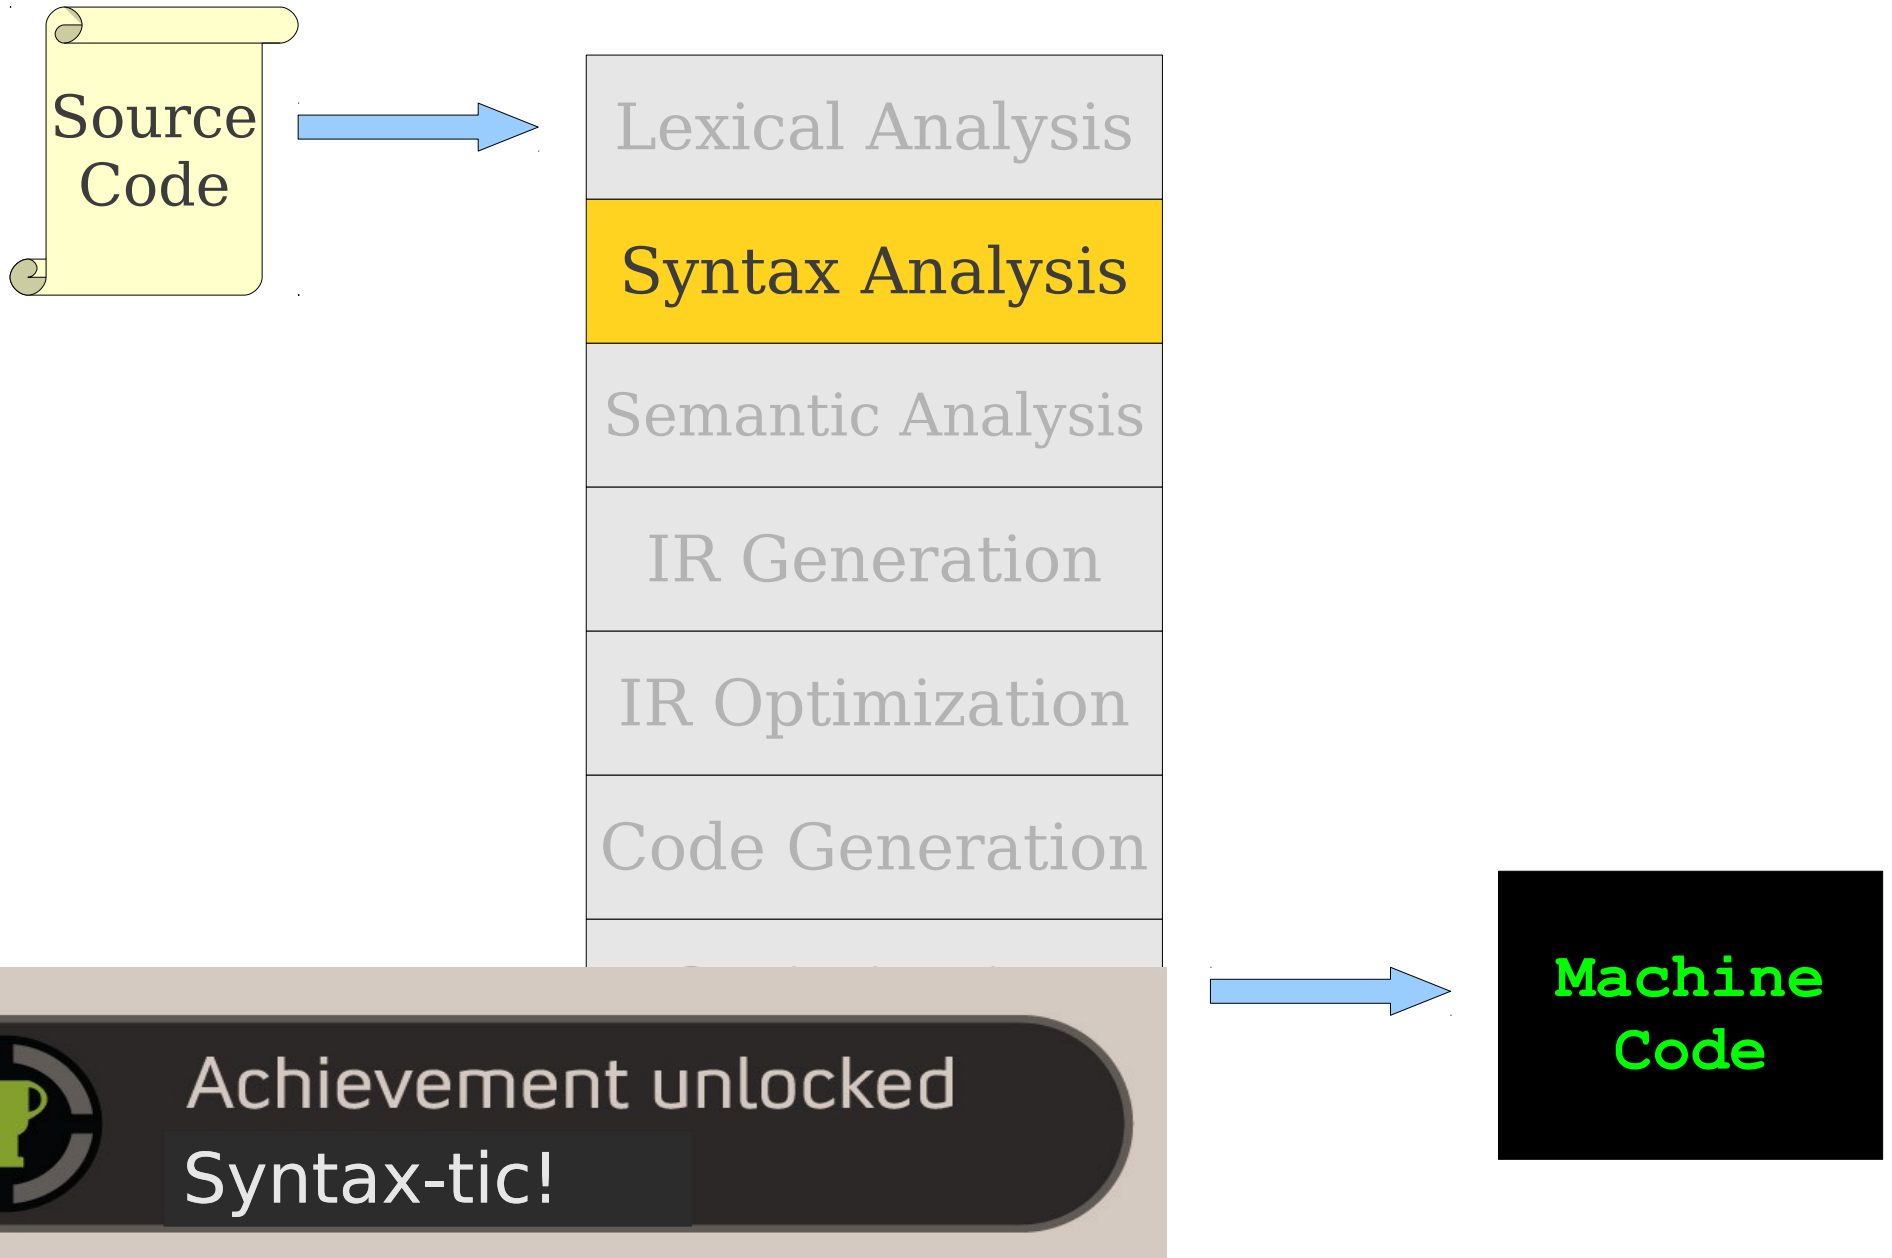 Source
Code
Lexical Analysis
Syntax Analysis
Semantic Analysis
IR Generation
IR Optimization
Code Generation
Machine
Code
Achievement unlocked
Syntax-tic!